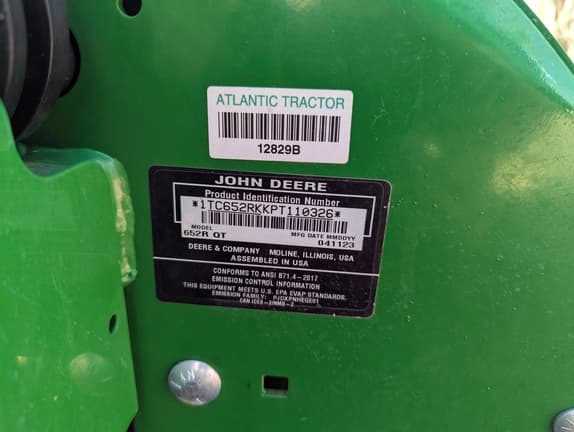 ATLANTIC TRACTOR
12829B
JOHN DEERE
Product Identification Number
*1TC652RKKPT110326*
MODEL MFG DATE MMDDYY
652R QT 041123
DEERE & COMPANY MOLINE, ILLINOIS, USA
ASSEMBLED IN USA
CONFORMS TO ANSI B71.4-2017
EMISSION CONTROL INFORMATION
THIS EQUIPMENT MEETS U.S. EPA EVAP STANDARDS.
EMISSION FAMILY: